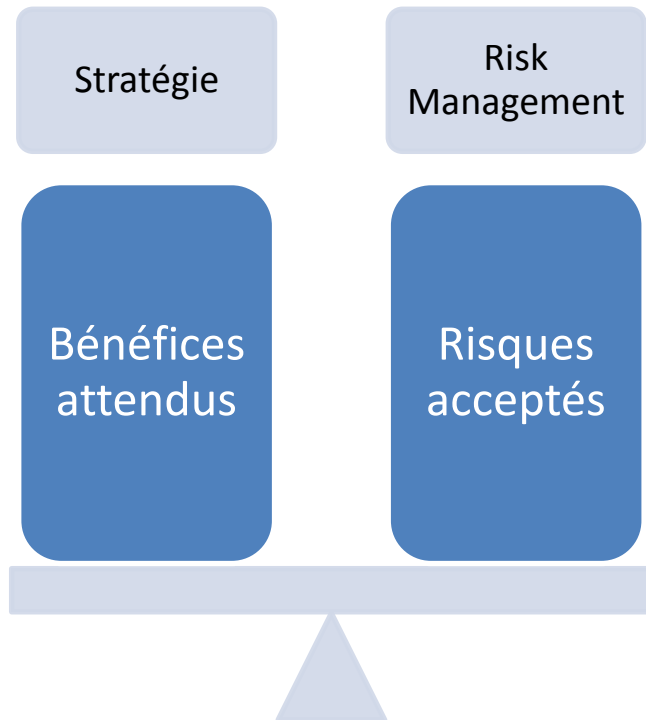 Stratégie
Risk
Management
Bénéfices
attendus
Risques
acceptés